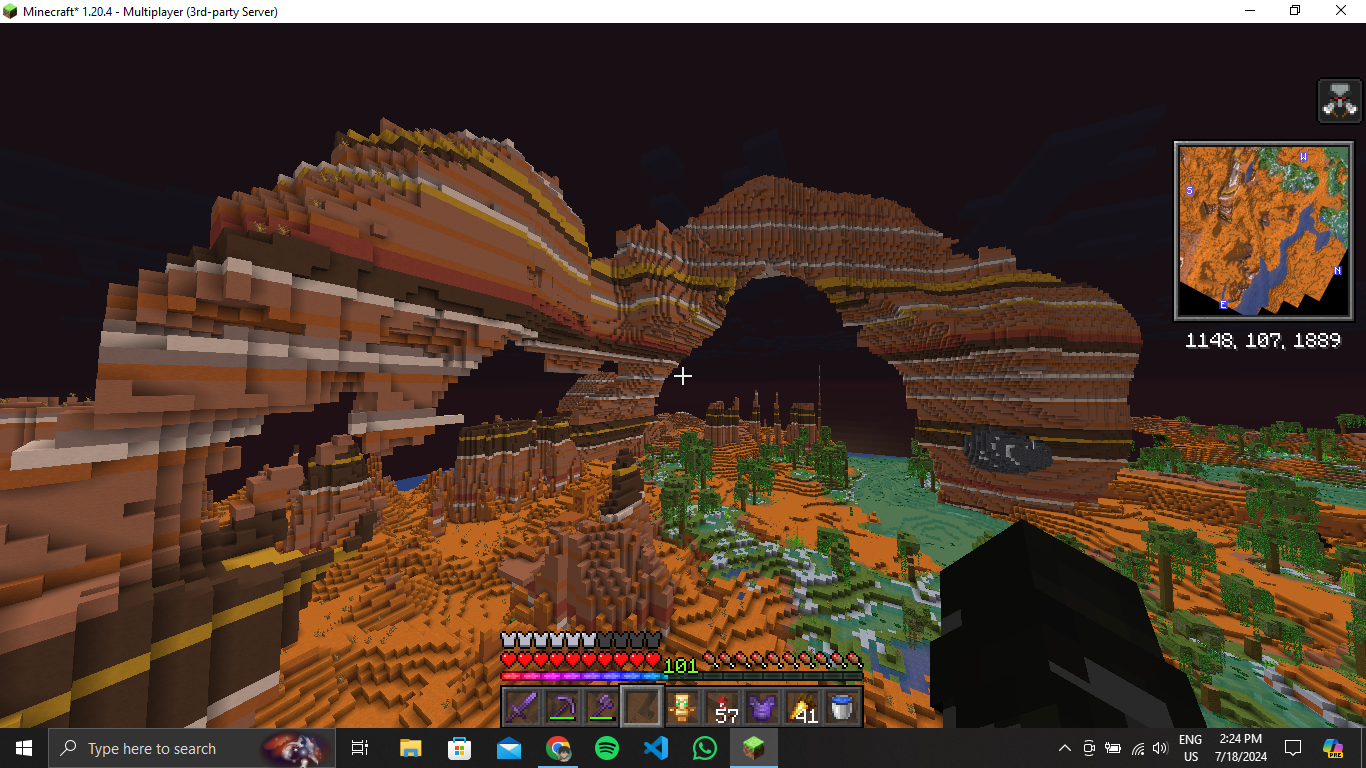 Minecraft* 1.20.4 - Multiplayer (3rd-party Server)
W
S
N
E
1148, 107, 1889
101
57
41
Type here to search
ENG
US
2:24 PM
7/18/2024
PRE